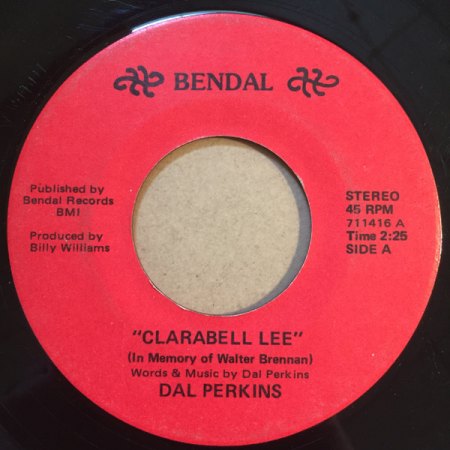 BENDAL
Published by
Bendal Records
BMI
Produced by
Billy Williams
STEREO
45 RPM
711416 A
Time 2:25
SIDE A
"CLARABELL LEE"
(In Memory of Walter Brennan)
Words & Music by Dal Perkins
DAL PERKINS